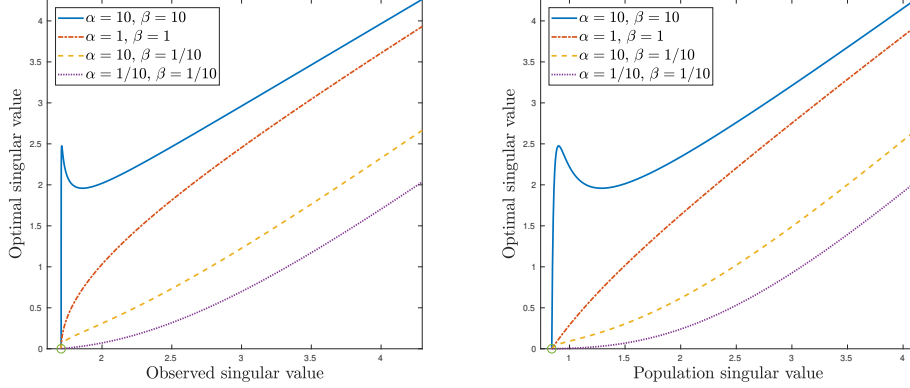 α = 10, β = 10
α = 1, β = 1
α = 10, β = 1/10
α = 1/10, β = 1/10
Optimal singular value
4
3.5
3
2.5
2
1.5
1
0.5
0
2
2.5
3
3.5
4
Observed singular value
α = 10, β = 10
α = 1, β = 1
α = 10, β = 1/10
α = 1/10, β = 1/10
Optimal singular value
4
3.5
3
2.5
2
1.5
1
0.5
0
1
1.5
2
2.5
3
3.5
4
Population singular value